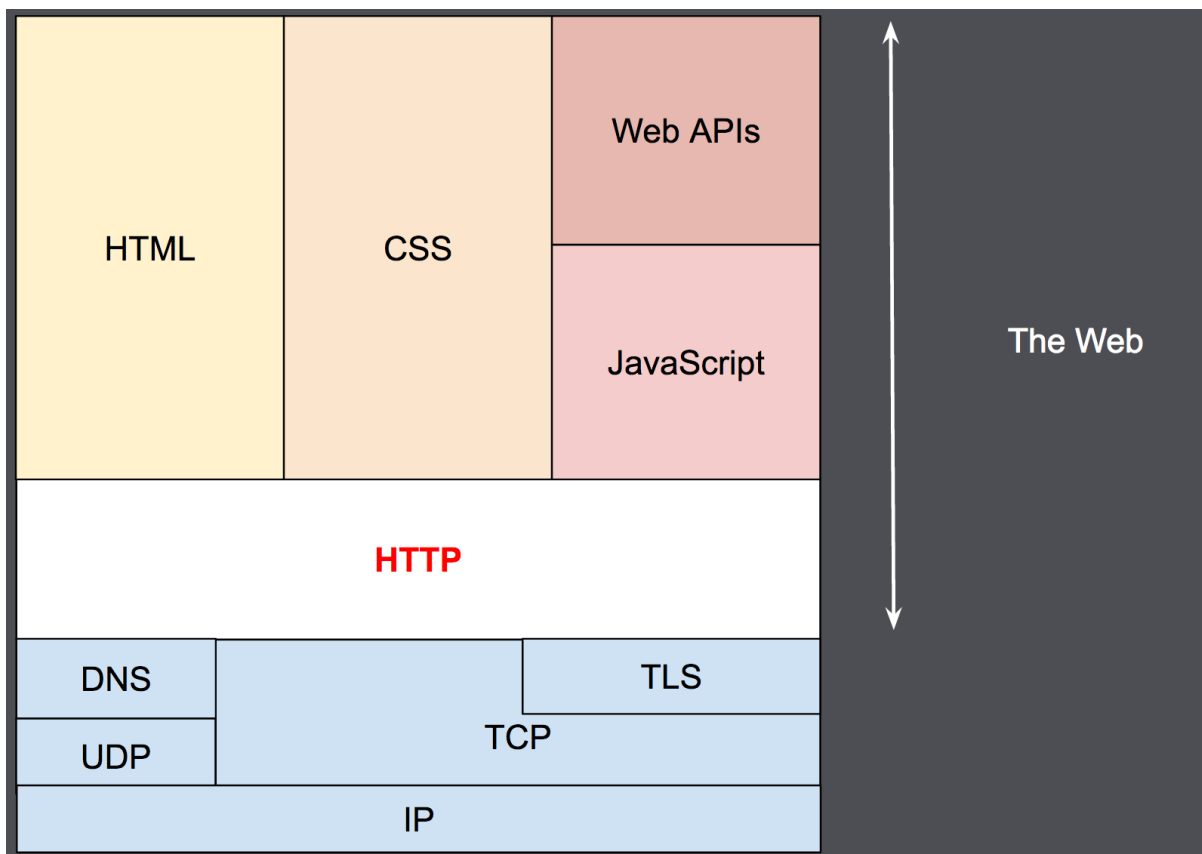 Web APIs
HTML
CSS
The Web
JavaScript
HTTP
DNS
TLS
TCP
UDP
IP